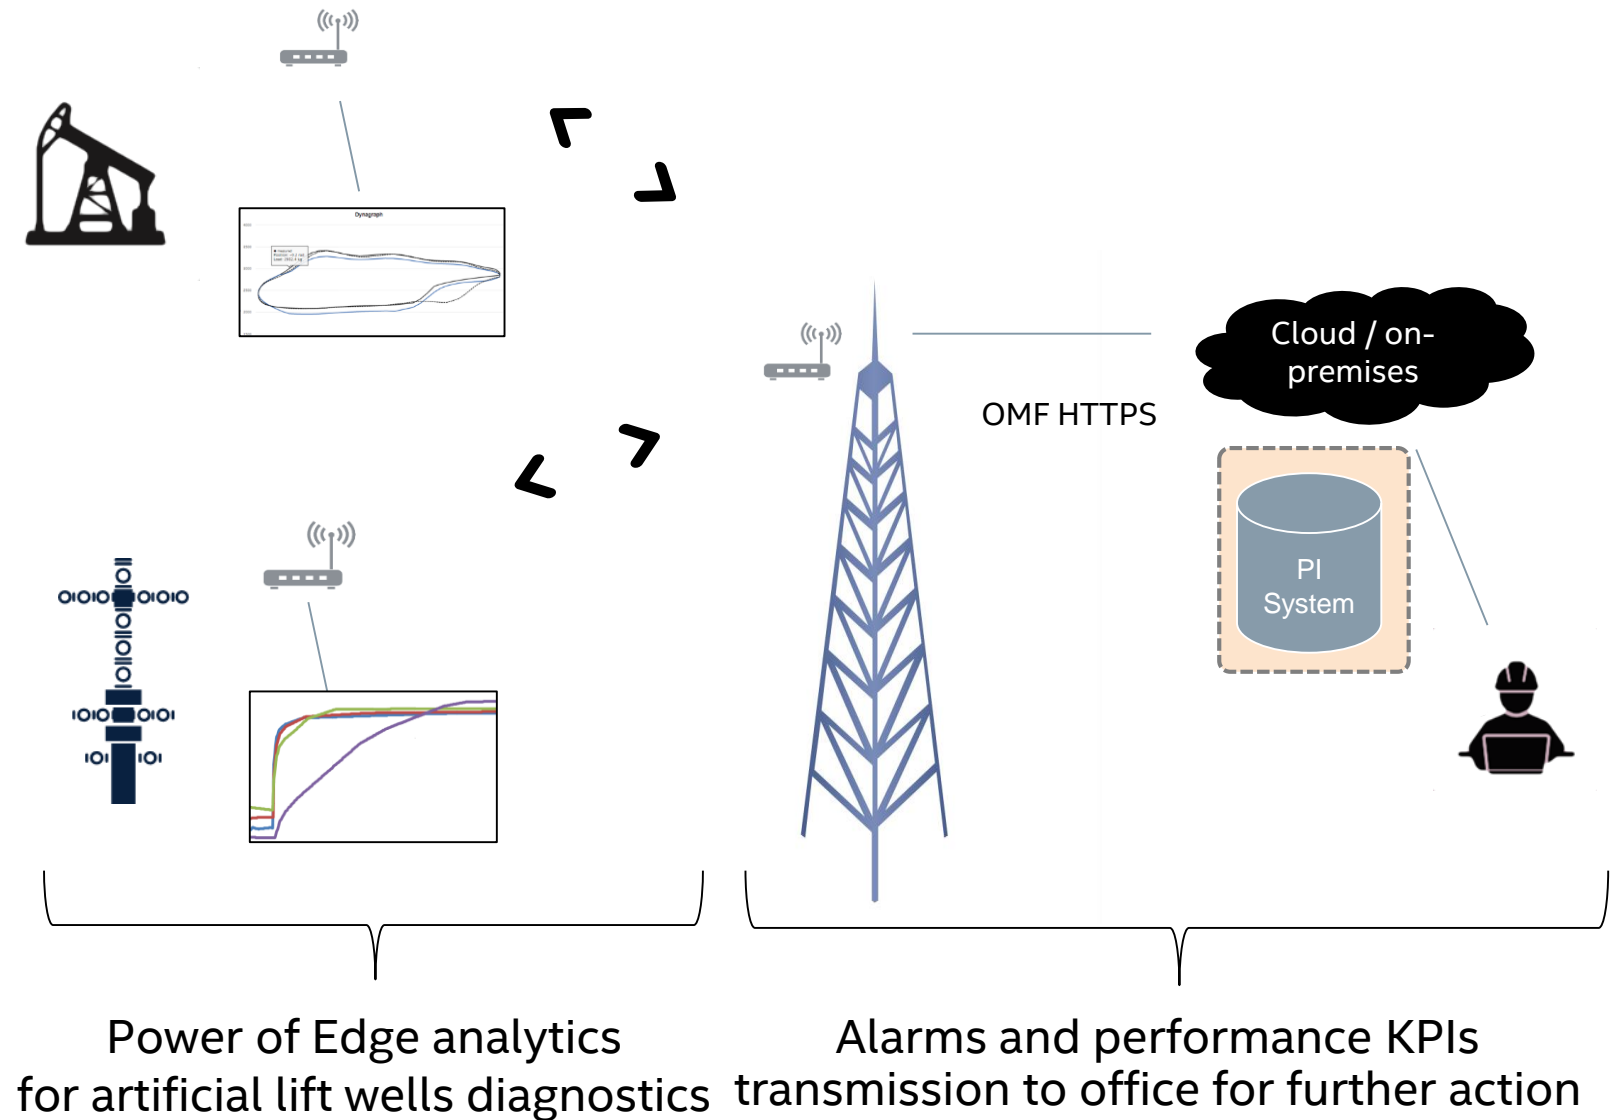 Dynagraph
Cloud / on-
premises
OMF HTTPS
PI
System
Power of Edge analytics
for artificial lift wells diagnostics
Alarms and performance KPIs
transmission to office for further action